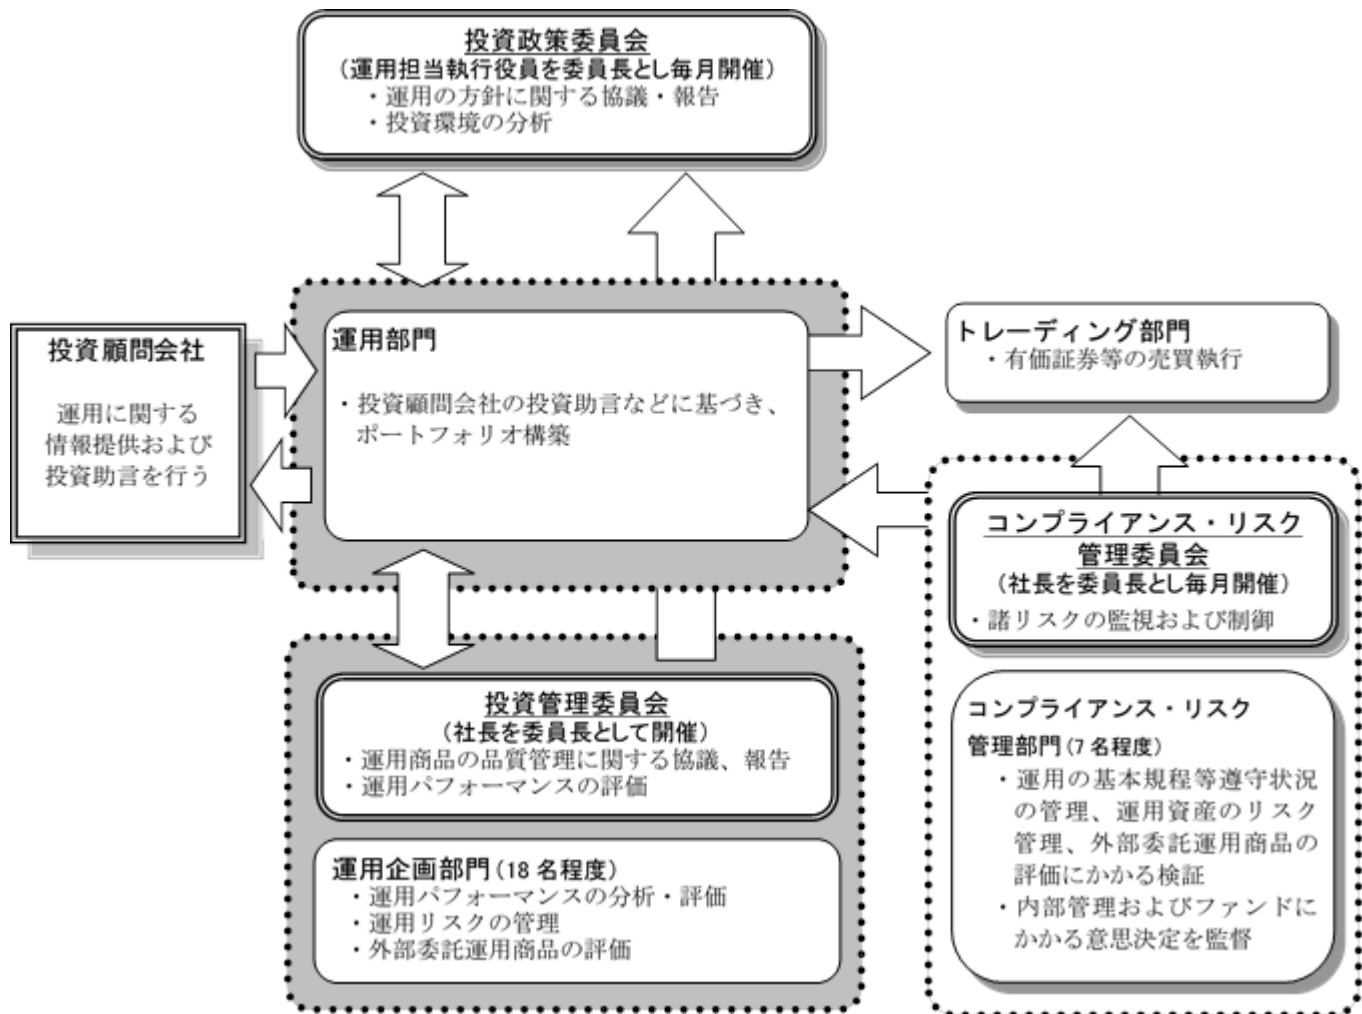 投資政策委員会
（運用担当執行役員を委員長とし毎月開催）
・運用の方針に関する協議・報告
・投資環境の分析
投資顧問会社
運用に関する
情報提供および
投資助言を行う
運用部門
・投資顧問会社の投資助言などに基づき、
ポートフォリオ構築
トレーディング部門
・有価証券等の売買執行
コンプライアンス・リスク
管理委員会
（社長を委員長とし毎月開催）
・諸リスクの監視および制御
投資管理委員会
（社長を委員長として開催）
・運用商品の品質管理に関する協議、報告
・運用パフォーマンスの評価
運用企画部門（18 名程度）
・運用パフォーマンスの分析・評価
・運用リスクの管理
・外部委託運用商品の評価
コンプライアンス・リスク
管理部門（7 名程度）
・運用の基本規程等遵守状況
の管理、運用資産のリスク
管理、外部委託運用商品の
評価にかかる検証
・内部管理およびファンドに
かかる意思決定を監督